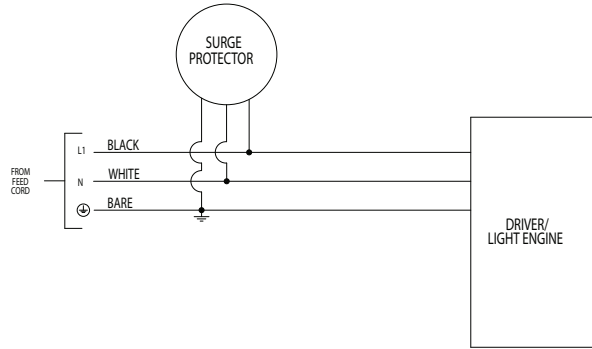 SURGE
PROTECTOR
FROM
FEED
CORD
L1
BLACK
N
WHITE
BARE
DRIVER/
LIGHT ENGINE